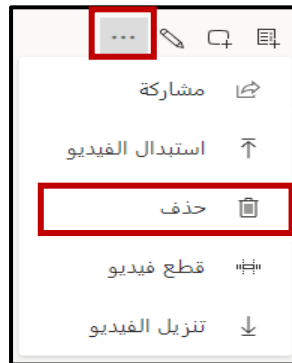 مشاركة
استبدال الفيديو
حذف
قطع فيديو
تنزيل الفيديو